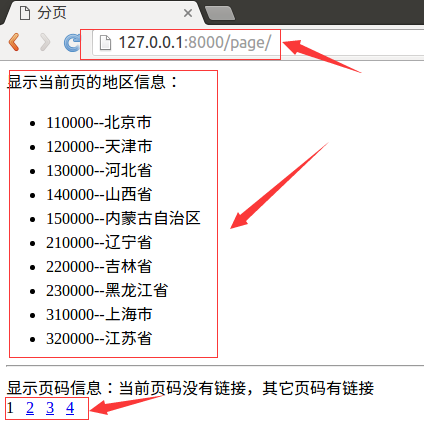 分页
127.0.0.1:8000/page/
显示当前页的地区信息：
110000--北京市
120000--天津市
130000--河北省
140000--山西省
150000--内蒙古自治区
210000--辽宁省
220000--吉林省
230000--黑龙江省
310000--上海市
320000--江苏省
显示页码信息：当前页码没有链接，其它页码有链接
1 2 3 4